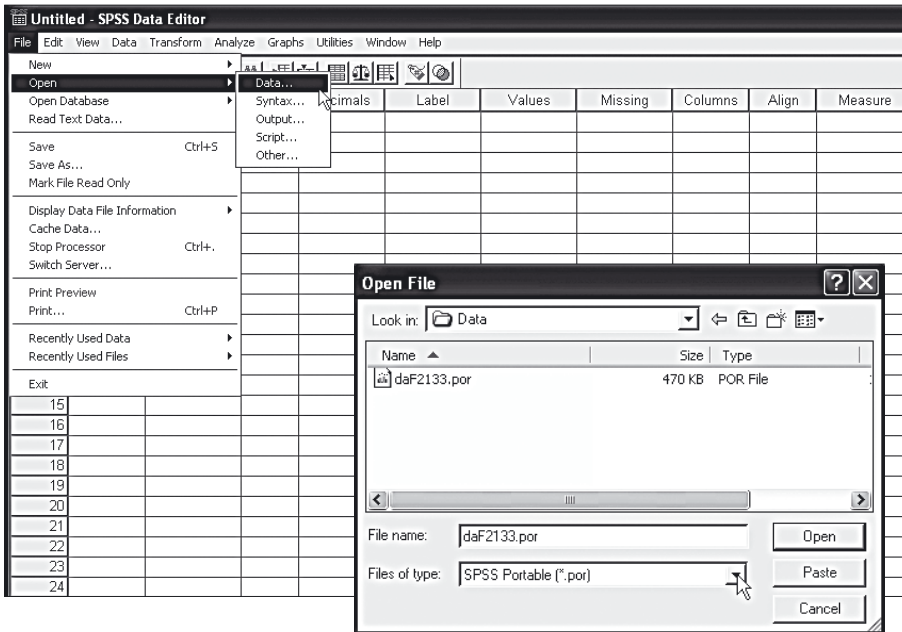 Untitled - SPSS Data Editor
File Edit View Data Transform Analyze Graphs Utilities Window Help
New
Open
Open Database
Read Text Data...
Save Ctrl+S
Save As...
Mark File Read Only
Display Data File Information
Cache Data...
Stop Processor Ctrl+.
Switch Server...
Print Preview
Print... Ctrl+P
Recently Used Data
Recently Used Files
Exit
Data...
Syntax...
Output...
Script...
Other...
cimals Label Values Missing Columns Align Measure
15
16
17
18
19
20
21
22
23
24
Open File
Look in: Data
Name Size Type
daF2133.por 470 KB POR File
File name: daF2133.por Open
Files of type: SPSS Portable (*.por) Paste
Cancel